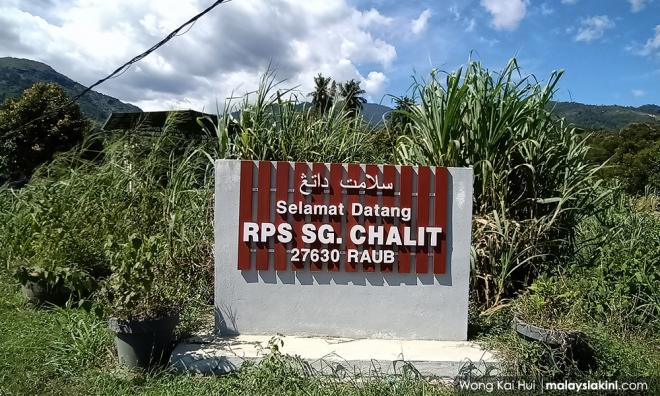 سلامت داتڠ
Selamat Datang
RPS SG. CHALIT
27630 RAUB
Wong Kai Hui | malaysiakini.com